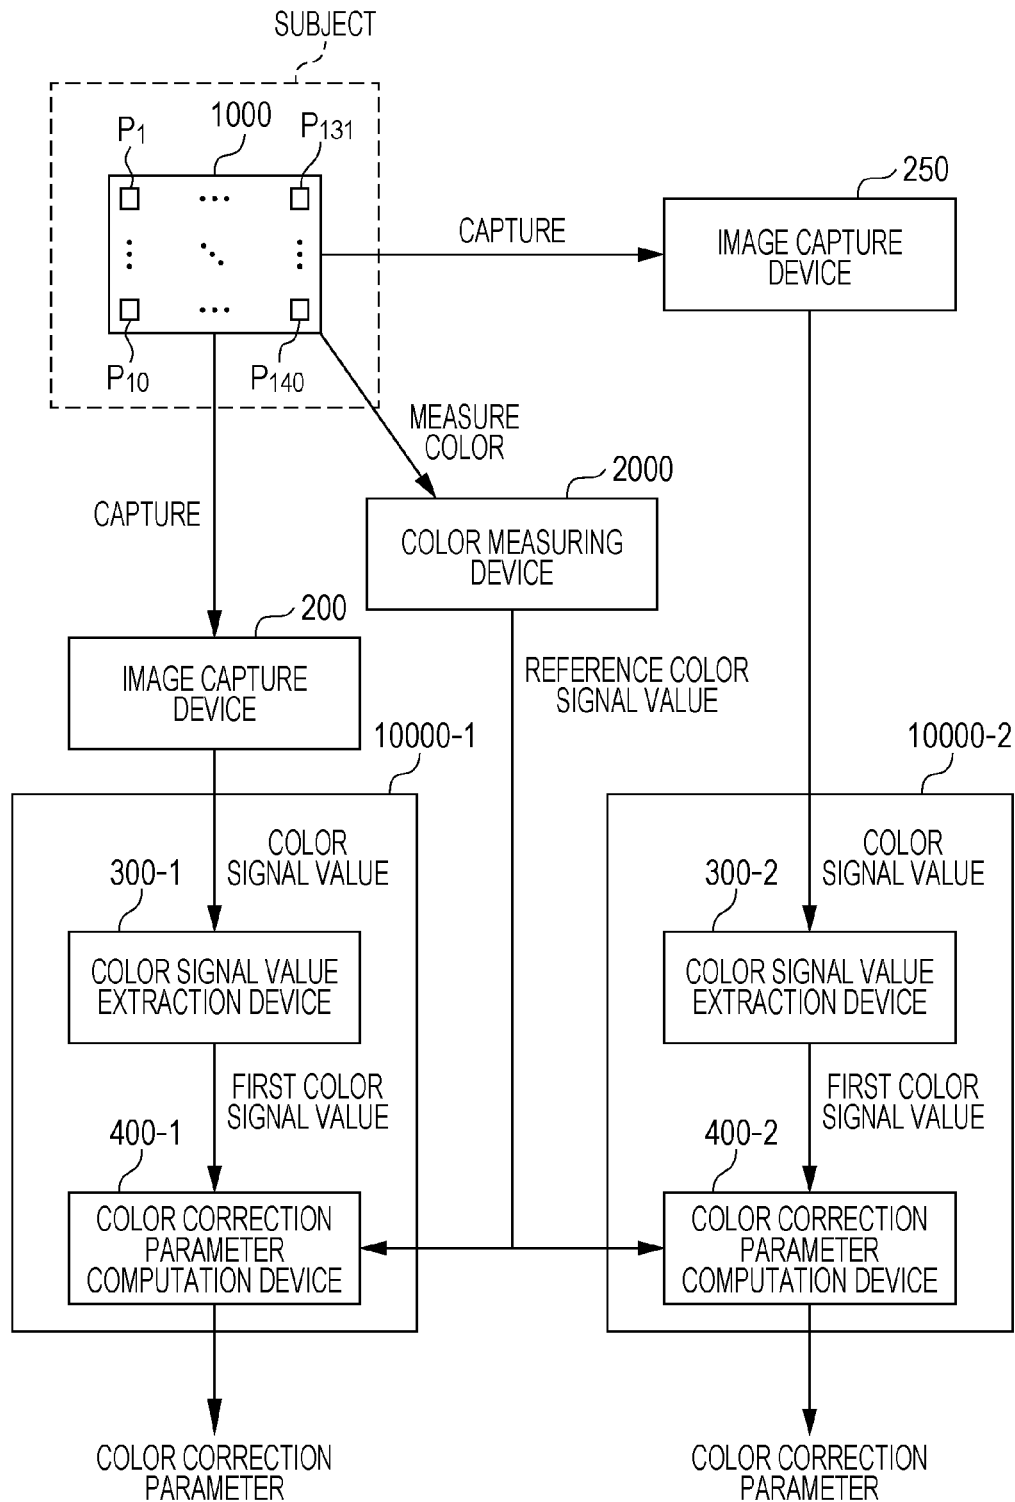 SUBJECT
1000
P1
P131
P10
P140
CAPTURE
250
IMAGE CAPTURE
DEVICE
MEASURE
COLOR
CAPTURE
2000
COLOR MEASURING
DEVICE
200
IMAGE CAPTURE
DEVICE
REFERENCE COLOR
SIGNAL VALUE
10000-1
10000-2
COLOR
SIGNAL VALUE
COLOR
SIGNAL VALUE
300-1
300-2
COLOR SIGNAL VALUE
EXTRACTION DEVICE
COLOR SIGNAL VALUE
EXTRACTION DEVICE
FIRST COLOR
SIGNAL VALUE
FIRST COLOR
SIGNAL VALUE
400-1
400-2
COLOR CORRECTION
PARAMETER
COMPUTATION DEVICE
COLOR CORRECTION
PARAMETER
COMPUTATION DEVICE
COLOR CORRECTION
PARAMETER
COLOR CORRECTION
PARAMETER